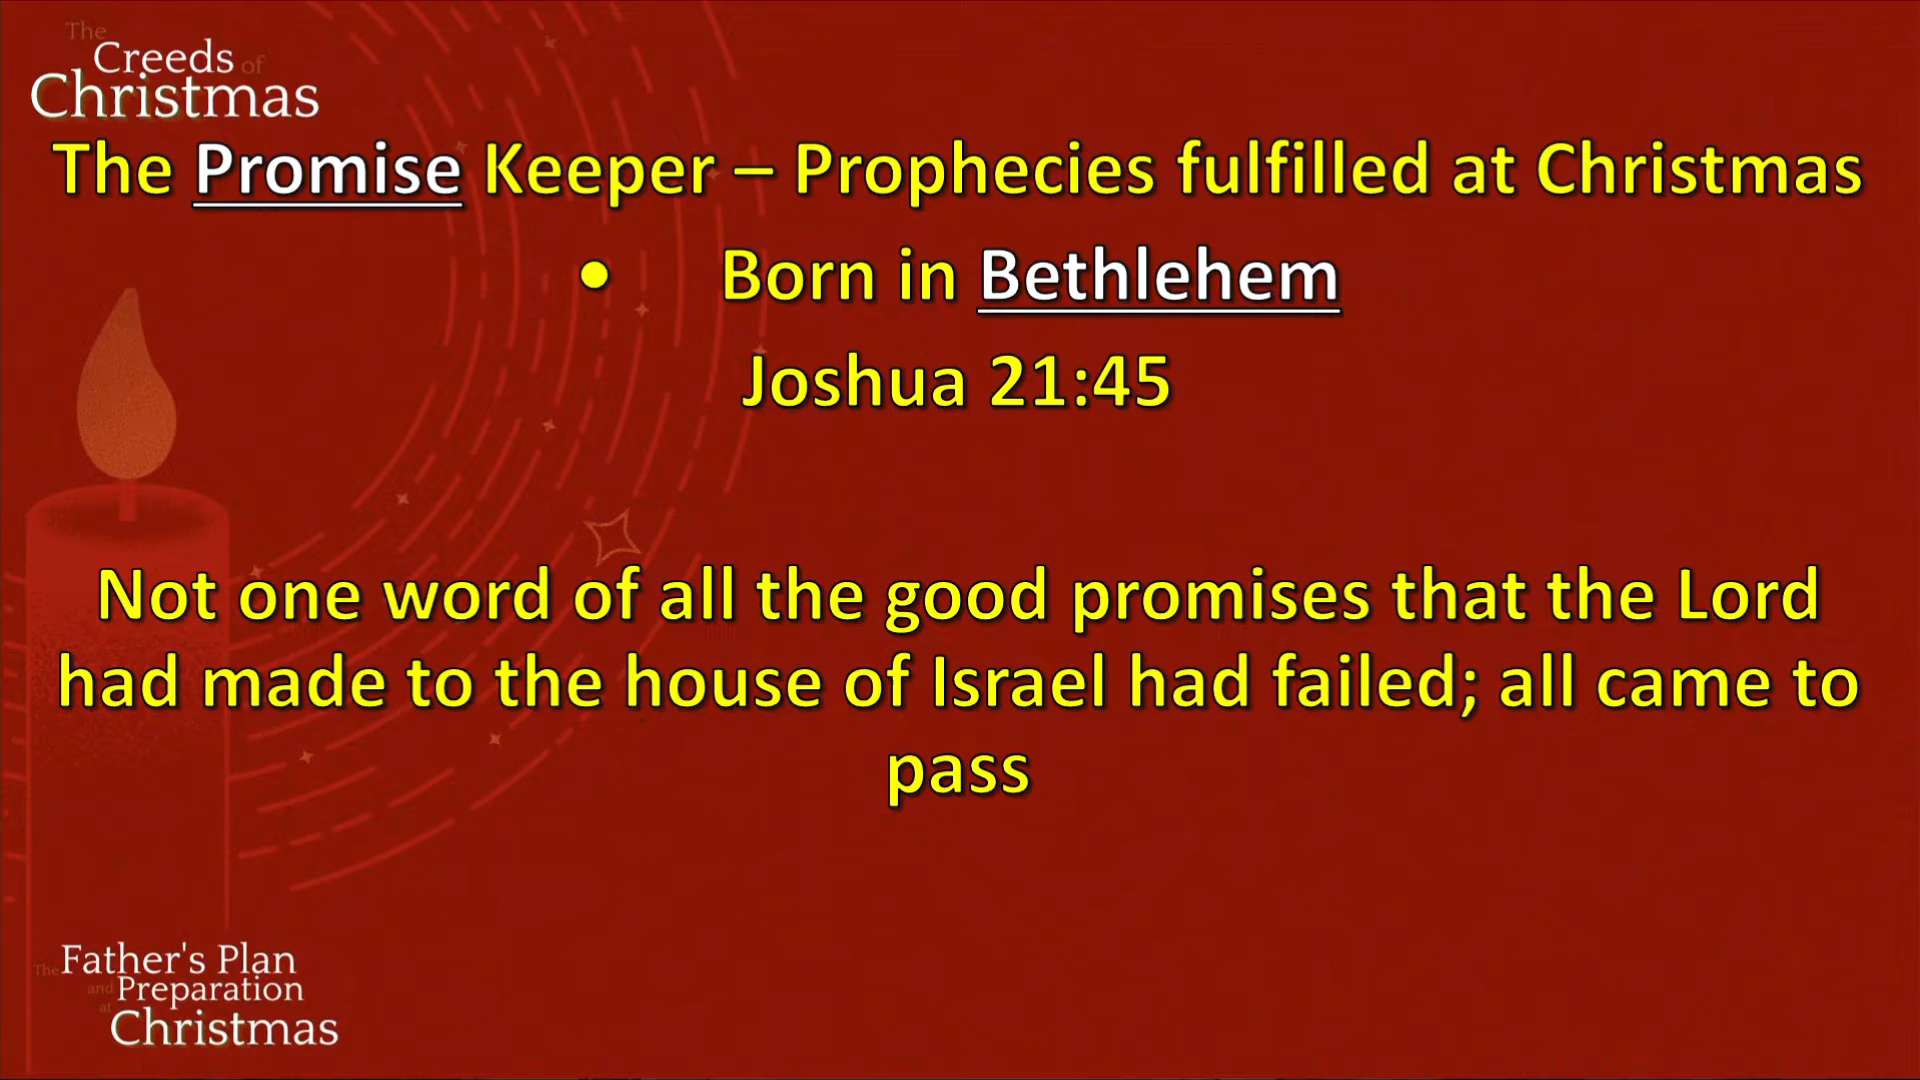 The
Creeds of
Christmas
The Promise Keeper – Prophecies fulfilled at Christmas
• Born in Bethlehem
Joshua 21:45
Not one word of all the good promises that the Lord
had made to the house of Israel had failed; all came to
pass
The Father's Plan
and Preparation
at Christmas